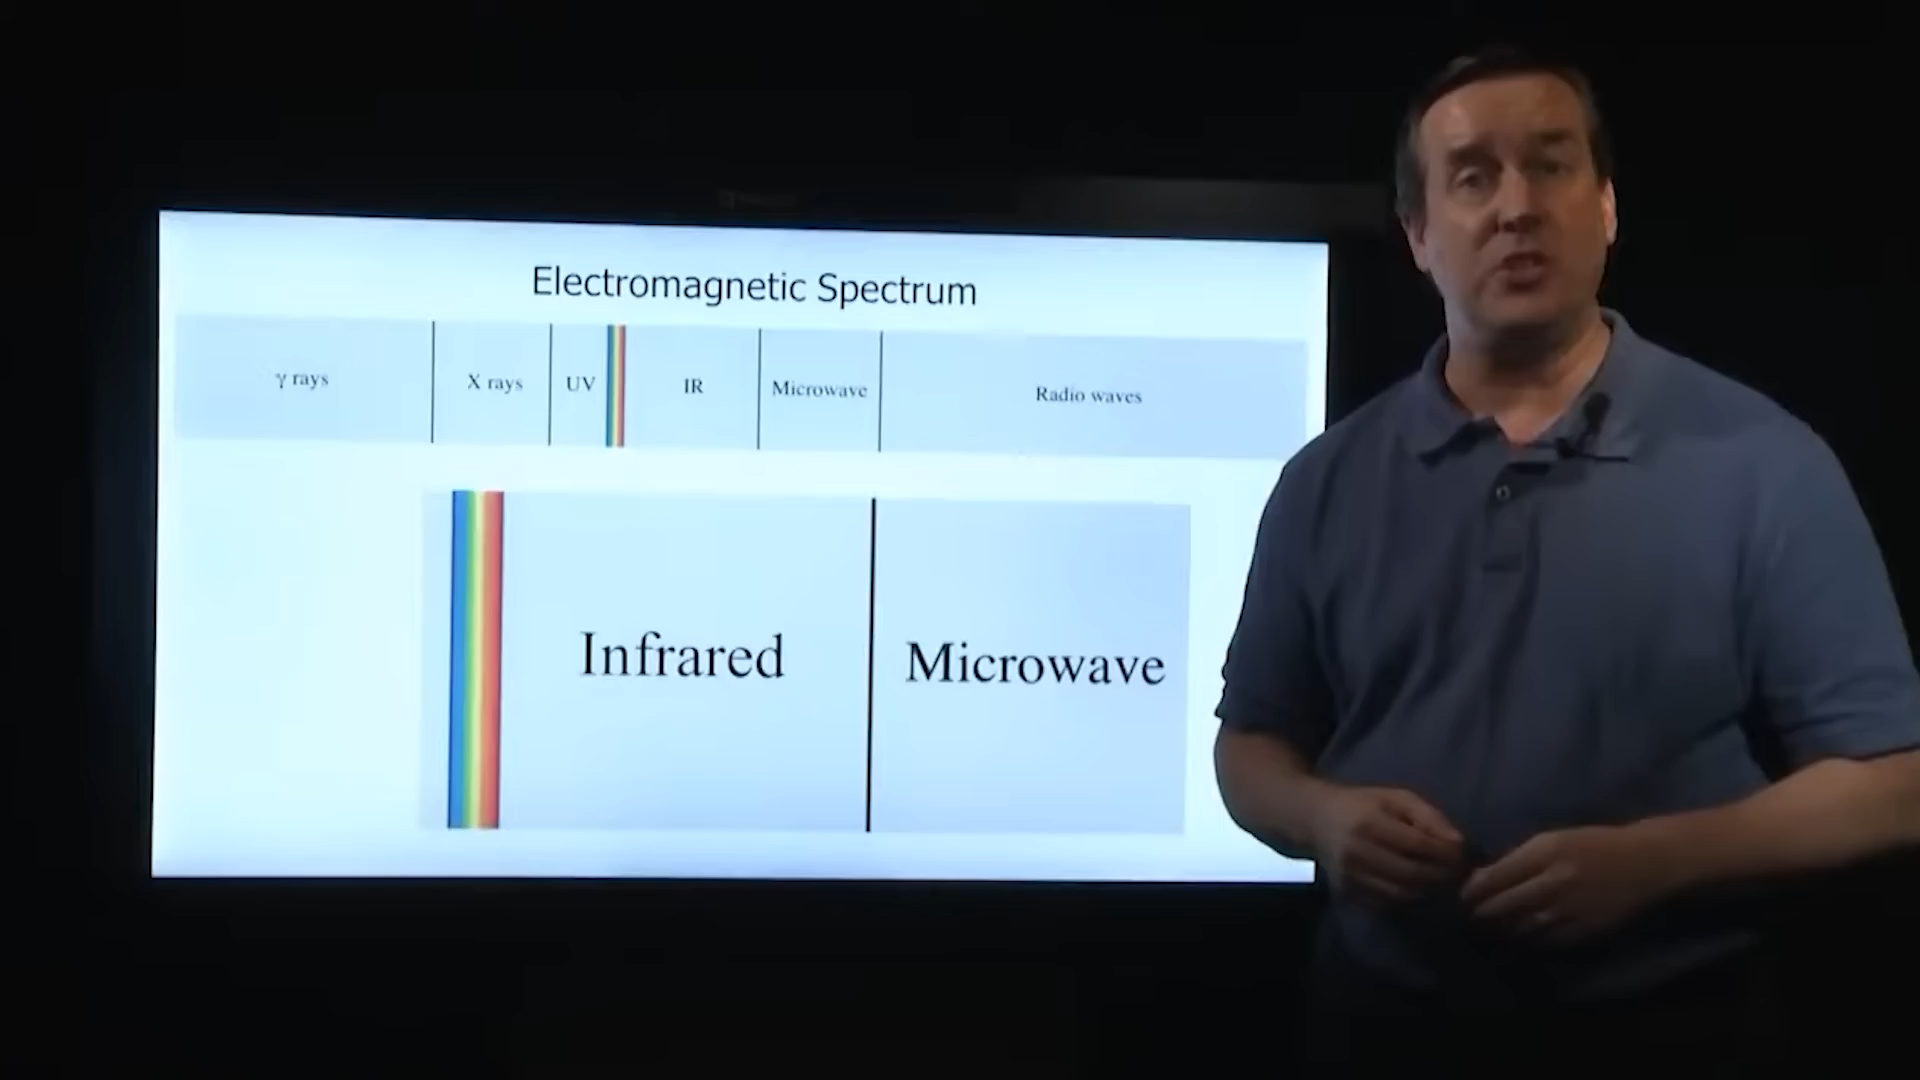 Electromagnetic Spectrum
γ rays X rays UV IR Microwave Radio waves
Infrared Microwave